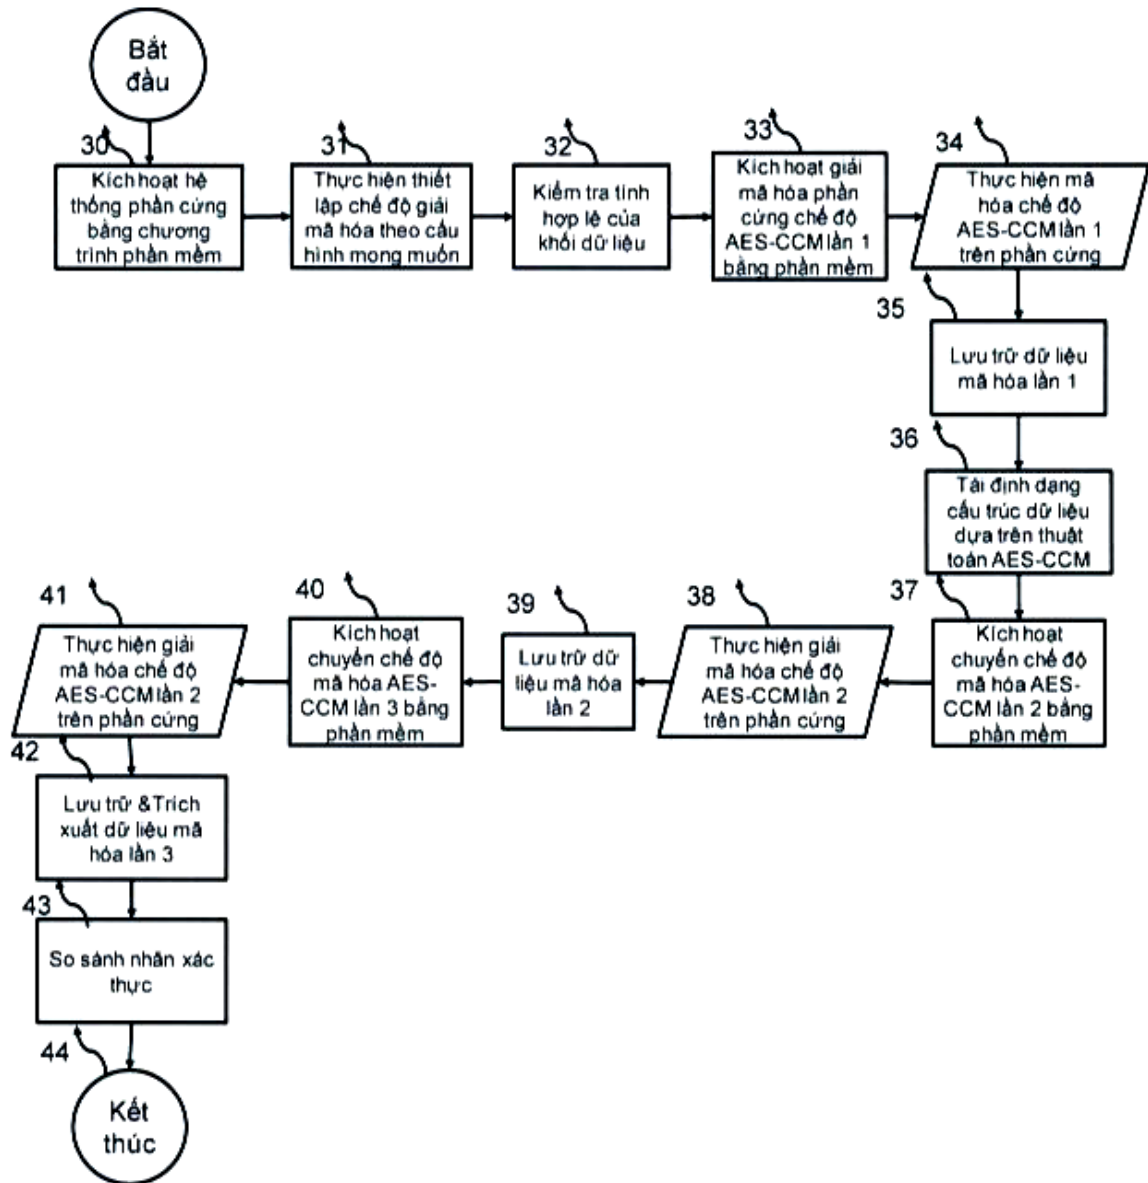 Bắt
đầu
30
Kích hoạt hệ
thống phần cứng
bằng chương
trình phần mềm
31
Thực hiện thiết
lập chế độ giải
mã hóa theo cấu
hình mong muốn
32
Kiểm tra tính
hợp lệ của
khối dữ liệu
33
Kích hoạt giải
mã hóa phần
cứng chế độ
AES-CCM lần 1
bằng phần mềm
34
Thực hiện mã
hóa chế độ
AES-CCM lần 1
trên phần cứng
35
Lưu trữ dữ liệu
mã hóa lần 1
36
Tái định dạng
cấu trúc dữ liệu
dựa trên thuật
toán AES-CCM
37
Kích hoạt
chuyển chế độ
mã hóa AES-
CCM lần 2 bằng
phần mềm
38
Thực hiện giải
mã hóa chế độ
AES-CCM lần 2
trên phần cứng
39
Lưu trữ dữ
liệu mã hóa
lần 2
40
Kích hoạt
chuyển chế độ
mã hóa AES-
CCM lần 3 bằng
phần mềm
41
Thực hiện giải
mã hóa chế độ
AES-CCM lần 2
trên phần cứng
42
Lưu trữ &Trích
xuất dữ liệu mã
hóa lần 3
43
So sánh nhãn xác
thực
44
Kết
thúc